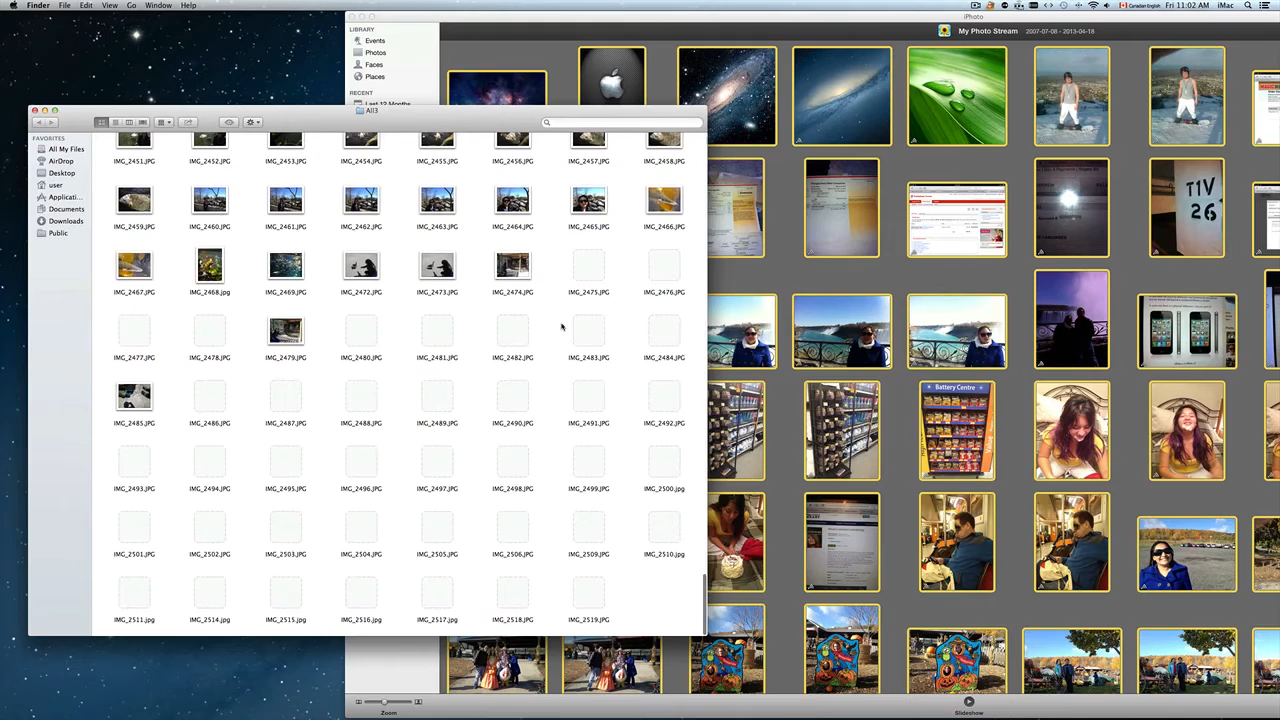 Finder File Edit View Go Window Help
Canadian English Fri 11:02 AM iMac
iPhoto
LIBRARY
Events
Photos
Faces
Places
RECENT
Last 12 Months
My Photo Stream 2007-07-08 - 2013-04-18
All3
FAVORITES
All My Files
AirDrop
Desktop
user
Applicati...
Documents
Downloads
Public
IMG_2451.JPG IMG_2452.JPG IMG_2453.JPG IMG_2454.JPG IMG_2455.JPG IMG_2456.JPG IMG_2457.JPG IMG_2458.JPG
IMG_2459.JPG IMG_2460.JPG IMG_2461.JPG IMG_2462.JPG IMG_2463.JPG IMG_2464.JPG IMG_2465.JPG IMG_2466.JPG
IMG_2467.JPG IMG_2468.jpg IMG_2469.JPG IMG_2472.JPG IMG_2473.JPG IMG_2474.JPG IMG_2475.JPG IMG_2476.JPG
IMG_2477.JPG IMG_2478.JPG IMG_2479.JPG IMG_2480.JPG IMG_2481.JPG IMG_2482.JPG IMG_2483.JPG IMG_2484.JPG
IMG_2485.JPG IMG_2486.JPG IMG_2487.JPG IMG_2488.JPG IMG_2489.JPG IMG_2490.JPG IMG_2491.JPG IMG_2492.JPG
IMG_2493.JPG IMG_2494.JPG IMG_2495.JPG IMG_2496.JPG IMG_2497.JPG IMG_2498.JPG IMG_2499.JPG IMG_2500.jpg
IMG_2501.JPG IMG_2502.JPG IMG_2503.JPG IMG_2504.JPG IMG_2505.JPG IMG_2506.JPG IMG_2509.JPG IMG_2510.jpg
IMG_2511.jpg IMG_2514.jpg IMG_2515.jpg IMG_2516.jpg IMG_2517.jpg IMG_2518.JPG IMG_2519.JPG
T1V
26
Battery Centre
Value
Zoom
Slideshow